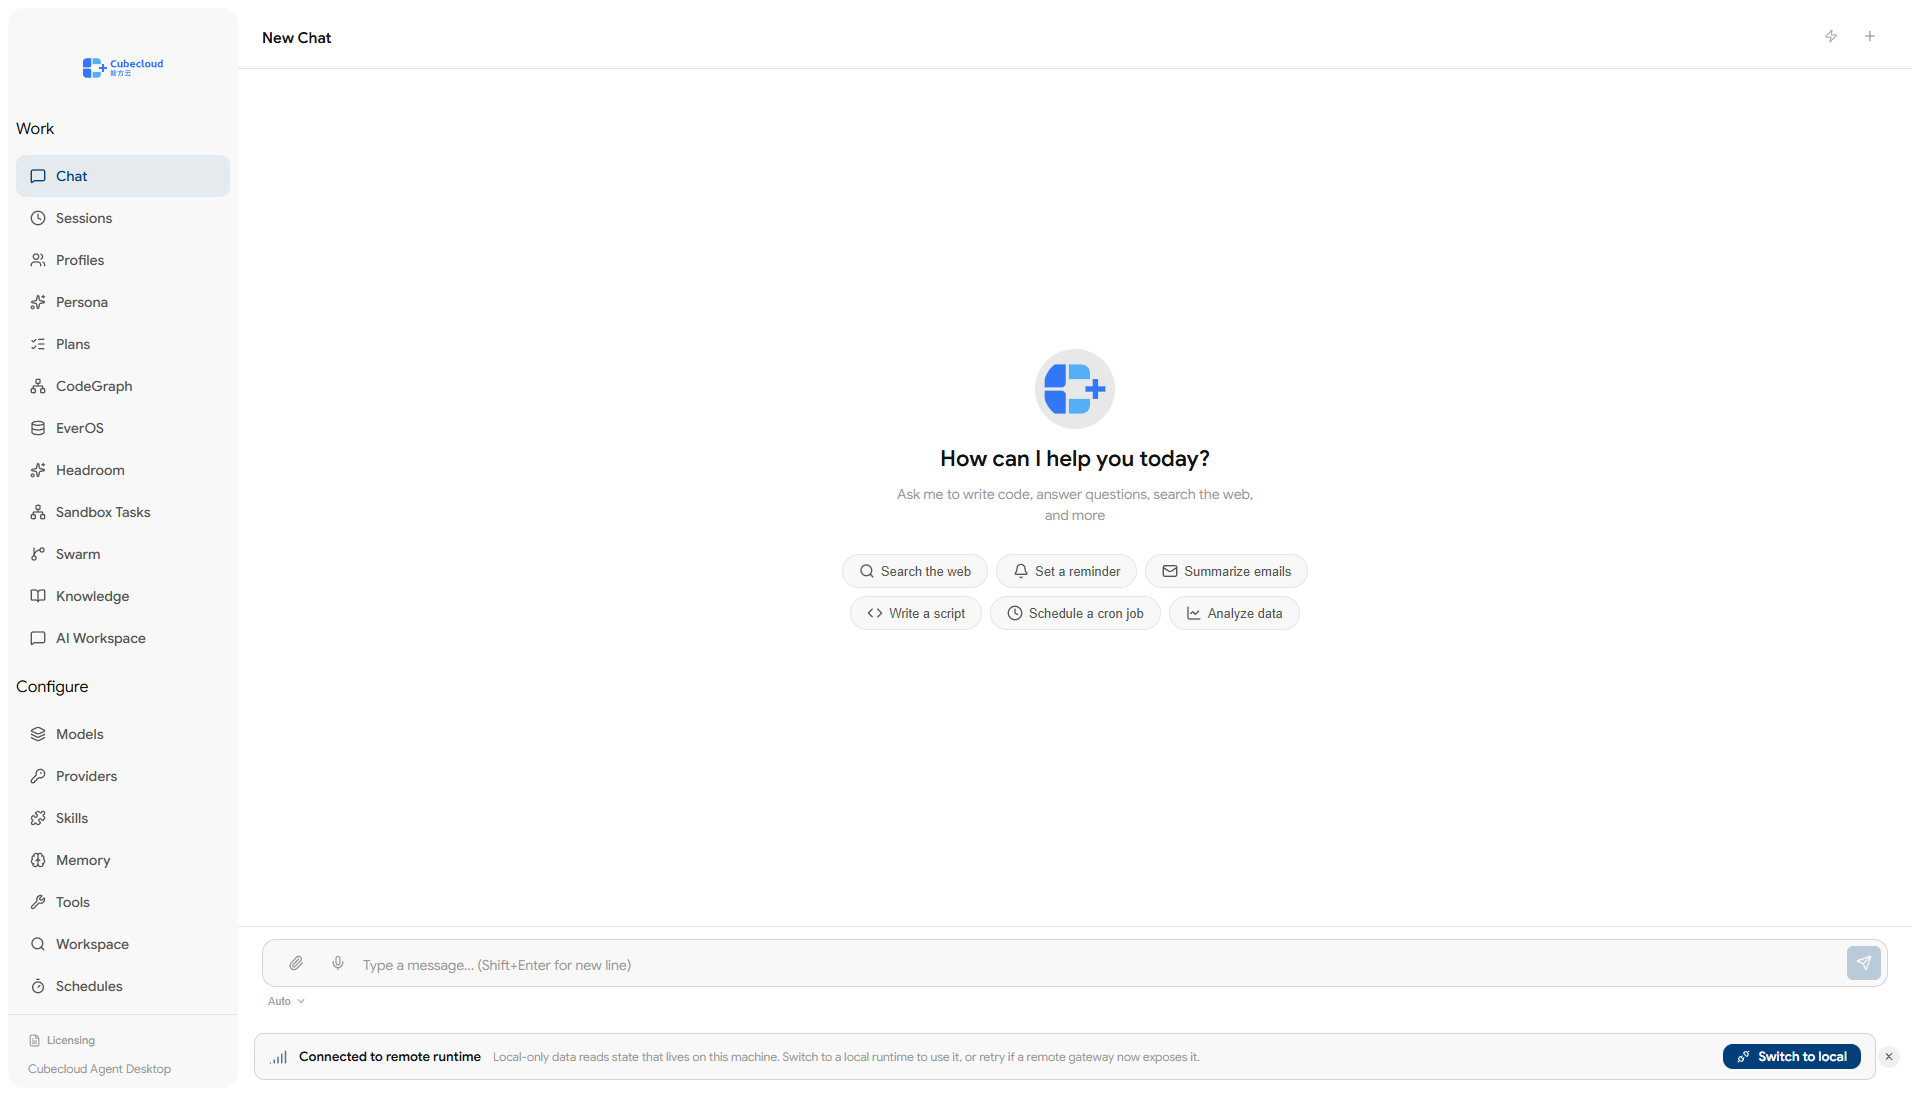 Cubecloud
智方云
Work
Chat
Sessions
Profiles
Persona
Plans
CodeGraph
EverOS
Headroom
Sandbox Tasks
Swarm
Knowledge
AI Workspace
Configure
Models
Providers
Skills
Memory
Tools
Workspace
Schedules
Licensing
Cubecloud Agent Desktop
New Chat
How can I help you today?
Ask me to write code, answer questions, search the web,
and more
Search the web
Set a reminder
Summarize emails
Write a script
Schedule a cron job
Analyze data
Type a message... (Shift+Enter for new line)
Auto
Connected to remote runtime
Local-only data reads state that lives on this machine. Switch to a local runtime to use it, or retry if a remote gateway now exposes it.
Switch to local